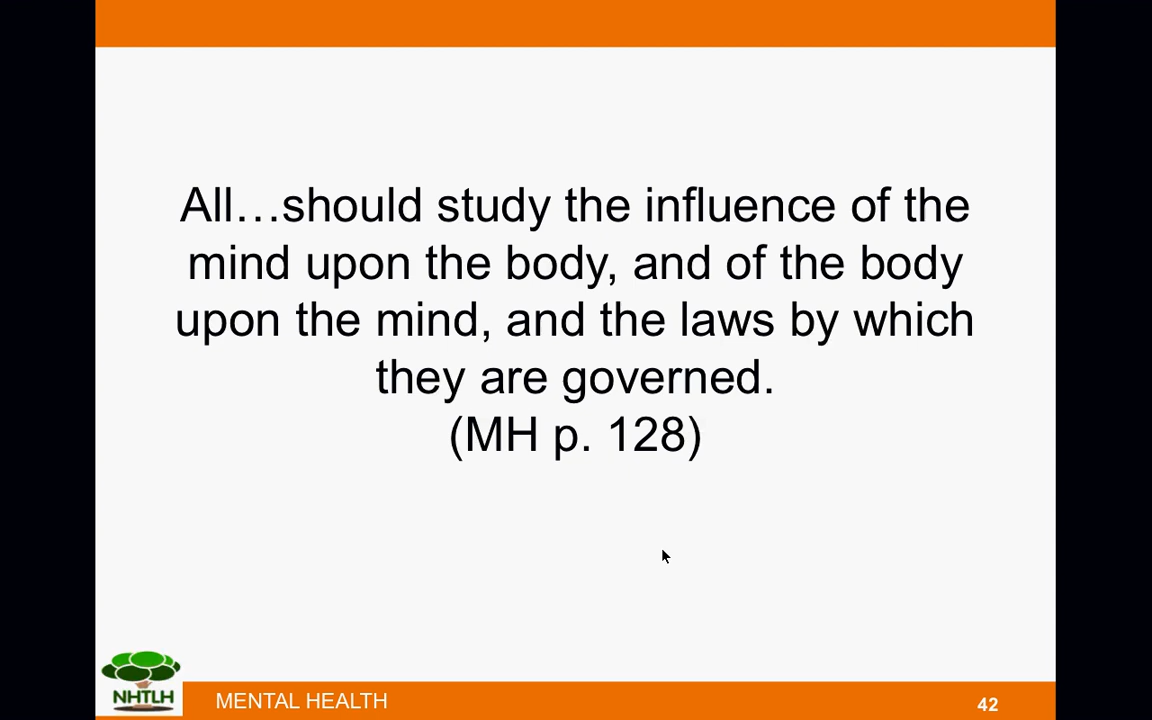 All…should study the influence of the
mind upon the body, and of the body
upon the mind, and the laws by which
they are governed.
(MH p. 128)
NHTLH
MENTAL HEALTH
42